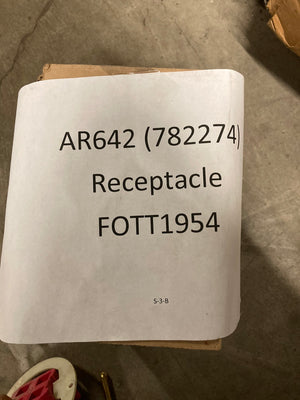 AR642 (782274)
Receptacle
FOTT1954
S-3-B